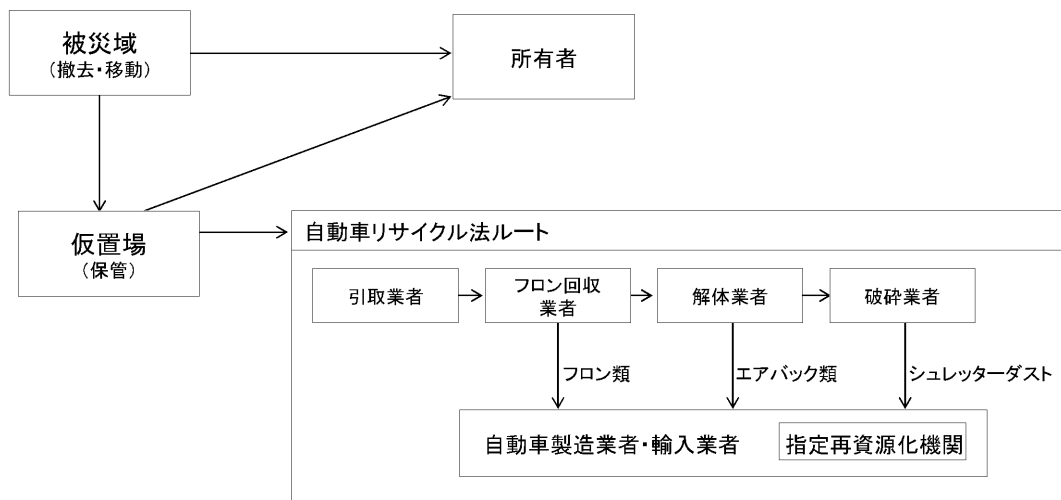 被災域
（撤去・移動）
所有者
仮置場
（保管）
自動車リサイクル法ルート
引取業者
フロン回収
業者
解体業者
破砕業者
フロン類
エアバック類
シュレッターダスト
自動車製造業者・輸入業者
指定再資源化機関